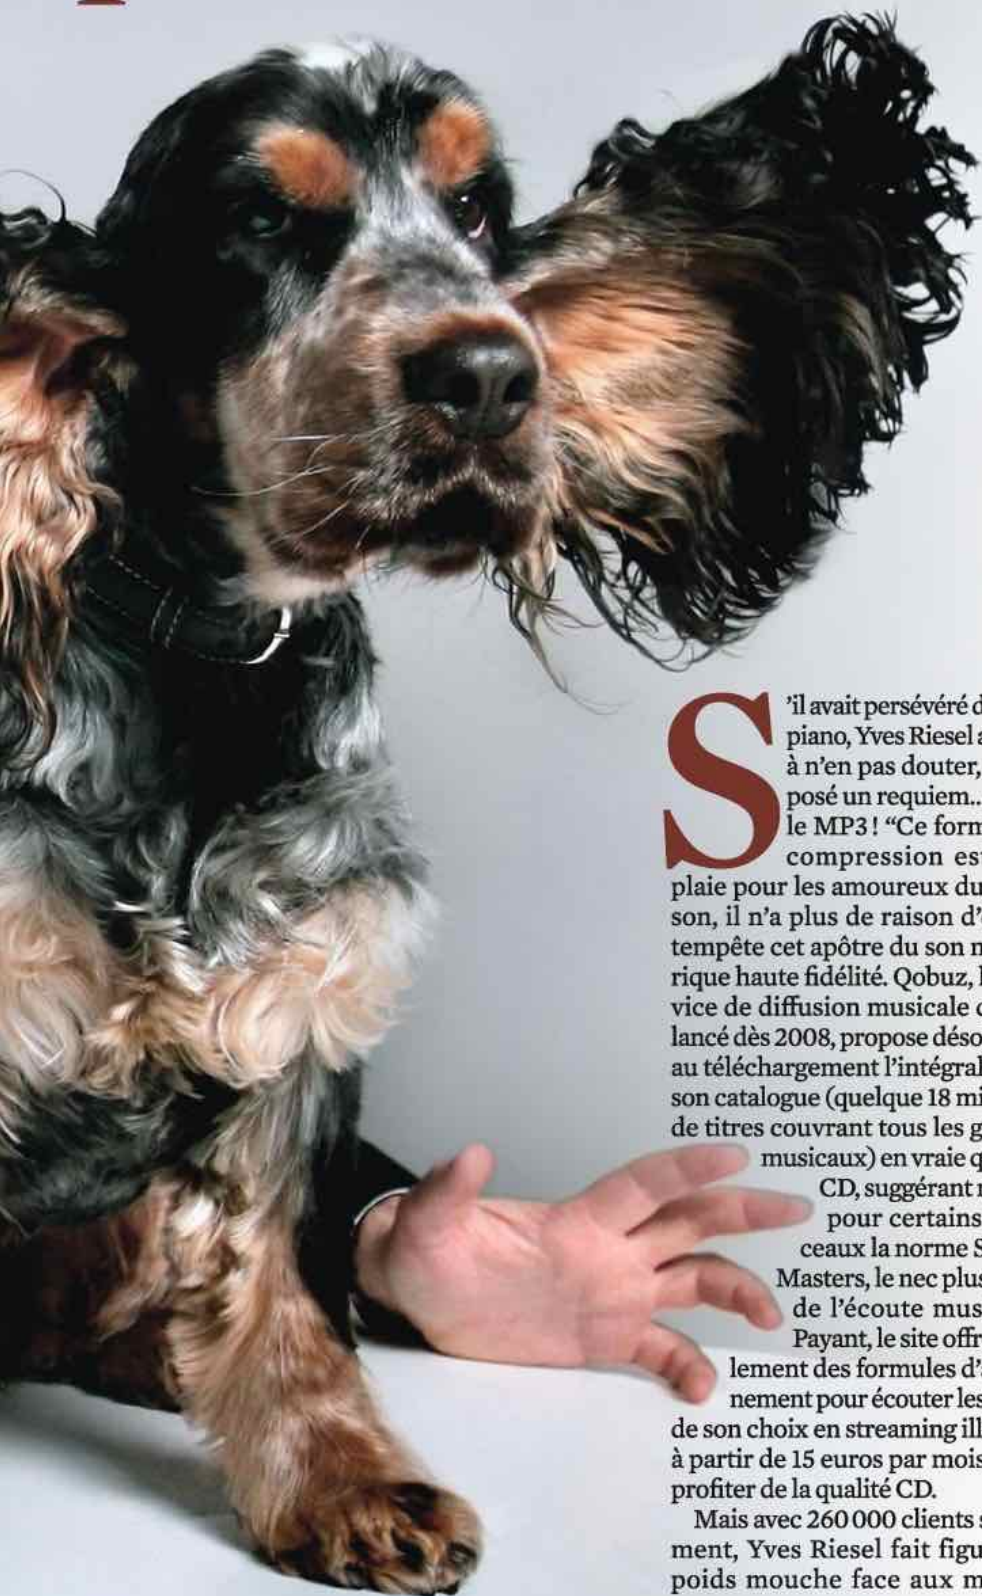 S'il avait persévéré d
piano, Yves Riesel a
à n'en pas douter,
posé un requiem...
le MP3! “Ce form
compression es
plaie pour les amoureux du
son, il n'a plus de raison d'
tempête cet apôtre du son n
rique haute fidélité. Qobuz, l
vice de diffusion musicale
lancé dès 2008, propose déso
au téléchargement l'intégral
son catalogue (quelque 18 mi
de titres couvrant tous les g
musicaux) en vraie q
CD, suggérant
pour certains
ceaux la norme S
Masters, le nec plus
de l'écoute mus
Payant, le site offr
lement des formules d'
nement pour écouter les
de son choix en streaming ill
à partir de 15 euros par mois
profiter de la qualité CD.
Mais avec 260 000 clients s
ment, Yves Riesel fait figu
poids mouche face aux m